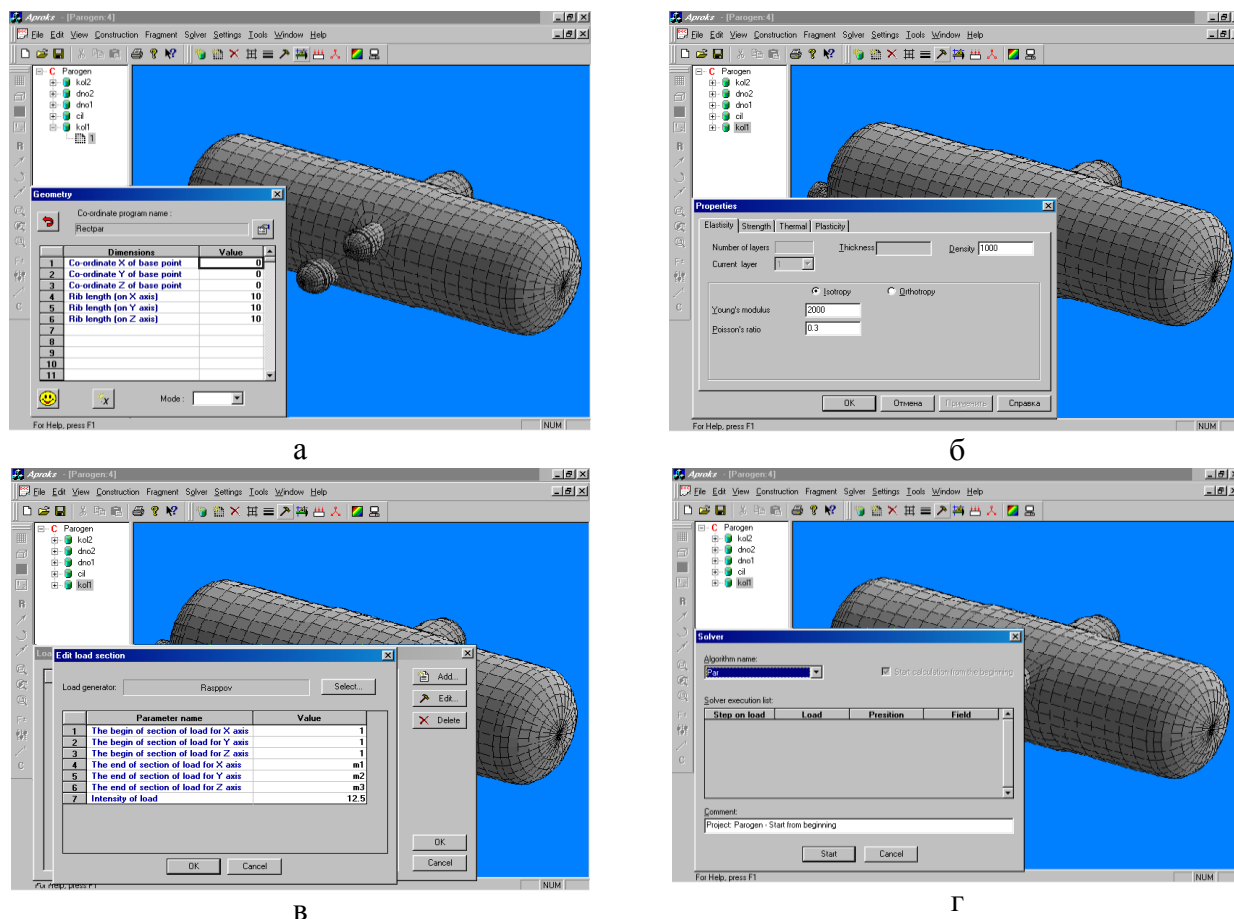 Aproks - [Parogen:4]
File Edit View Construction Fragment Solver Settings Tools Window Help
C Parogen
kol2
dno2
dno1
cil
kol1
1
R
C
Geometry
Co-ordinate program name :
Rectpar
Dimensions Value
1 Co-ordinate X of base point 0
2 Co-ordinate Y of base point 0
3 Co-ordinate Z of base point 0
4 Rib length (on X axis) 10
5 Rib length (on Y axis) 10
6 Rib length (on Z axis) 10
7
8
9
10
11
Mode :
For Help, press F1 NUM
а
Aproks - [Parogen:4]
File Edit View Construction Fragment Solver Settings Tools Window Help
C Parogen
kol2
dno2
dno1
cil
kol1
R
C
Properties
Elastisity Strength Thermal Plasticity
Number of layers Thickness Density 1000
Current layer 1
Isotropy Orthotropy
Young's modulus 2000
Poisson's ratio 0.3
OK Отмена Применить Справка
For Help, press F1 NUM
б
Aproks - [Parogen:4]
File Edit View Construction Fragment Solver Settings Tools Window Help
C Parogen
kol2
dno2
dno1
cil
kol1
R
C
Edit load section
Load generator: Rasppov Select...
Parameter name Value
1 The begin of section of load for X axis 1
2 The begin of section of load for Y axis 1
3 The begin of section of load for Z axis 1
4 The end of section of load for X axis m1
5 The end of section of load for Y axis m2
6 The end of section of load for Z axis m3
7 Intensity of load 12.5
OK Cancel
Add...
Edit...
Delete
OK
Cancel
For Help, press F1 NUM
в
Aproks - [Parogen:4]
File Edit View Construction Fragment Solver Settings Tools Window Help
C Parogen
kol2
dno2
dno1
cil
kol1
R
C
Solver
Algorithm name:
Par Start calculation from the beginning
Solver execution list:
Step on load Load Presition Field
Comment:
Project: Parogen - Start from beginning
Start Cancel
For Help, press F1 NUM
г